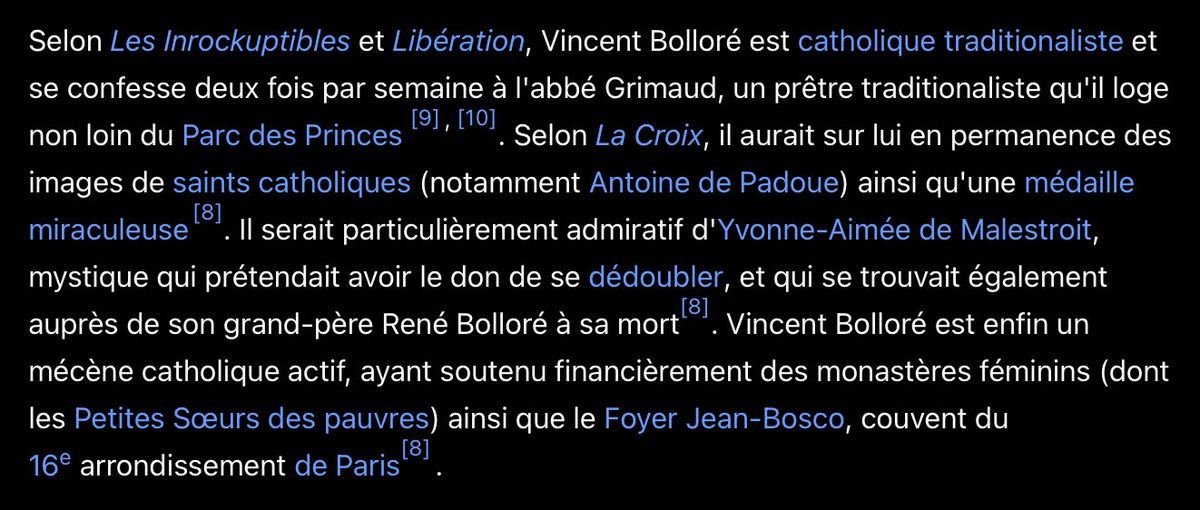 Selon Les Inrockuptibles et Libération, Vincent Bolloré est catholique traditionaliste et
se confesse deux fois par semaine à l'abbé Grimaud, un prêtre traditionaliste qu'il loge
non loin du Parc des Princes [9], [10]. Selon La Croix, il aurait sur lui en permanence des
images de saints catholiques (notamment Antoine de Padoue) ainsi qu'une médaille
miraculeuse[8]. Il serait particulièrement admiratif d'Yvonne-Aimée de Malestroit,
mystique qui prétendait avoir le don de se dédoubler, et qui se trouvait également
auprès de son grand-père René Bolloré à sa mort[8]. Vincent Bolloré est enfin un
mécène catholique actif, ayant soutenu financièrement des monastères féminins (dont
les Petites Sœurs des pauvres) ainsi que le Foyer Jean-Bosco, couvent du
16e arrondissement de Paris[8].